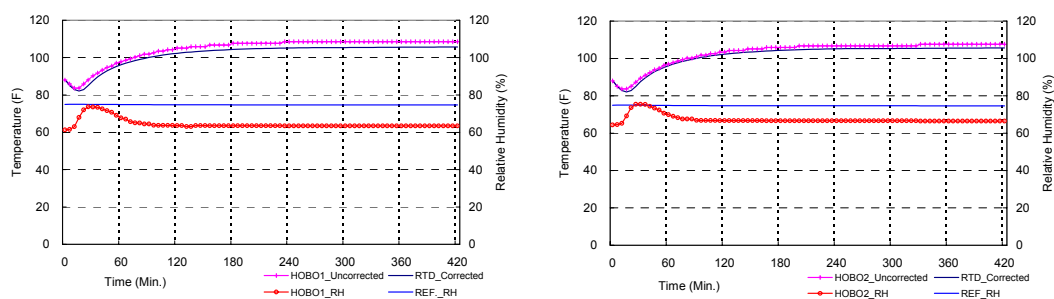 120
100
80
60
40
20
0
Temperature (F)
120
100
80
60
40
20
0
Relative Humidity (%)
0 60 120 180 240 300 360 420
Time (Min.)
HOBO1_Uncorrected RTD_Corrected
HOBO1_RH REF._RH
120
100
80
60
40
20
0
Temperature (F)
120
100
80
60
40
20
0
Relative Humidity (%)
0 60 120 180 240 300 360 420
Time (Min.)
HOBO2_Uncorrected RTD_Corrected
HOBO2_RH REF_RH